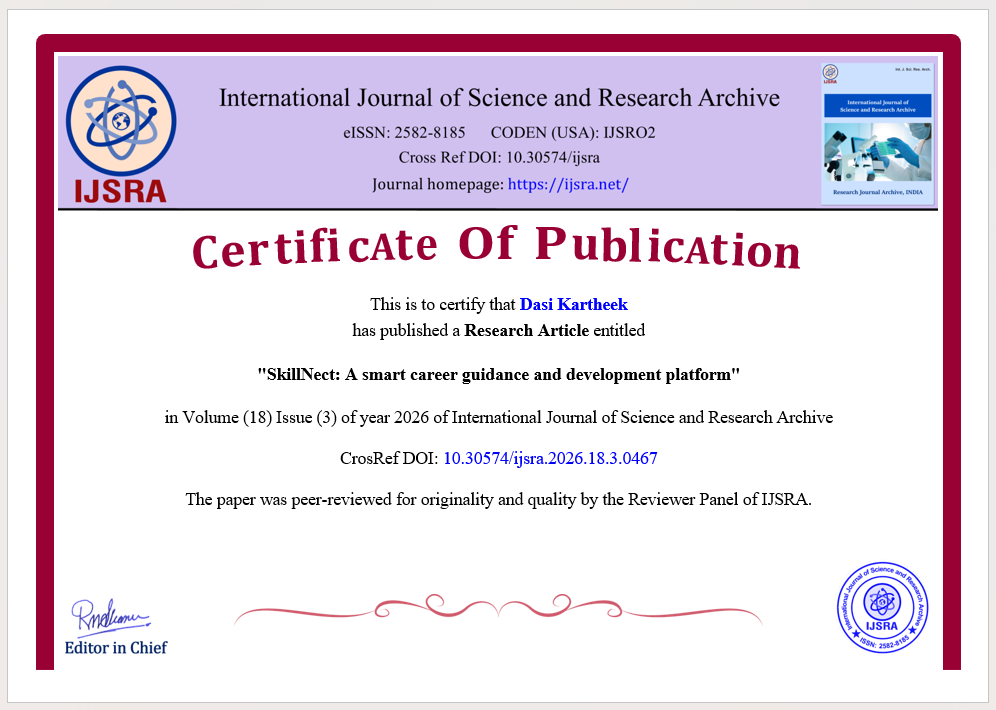 International Journal of Science and Research Archive
eISSN: 2582-8185 CODEN (USA): IJSRO2
Cross Ref DOI: 10.30574/ijsra
Journal homepage: https://ijsra.net/
IJSRA
IJSRA
Int. J. Sci. Res. Arch.
International Journal of
Science and Research Archive
Research Journal Archive, INDIA
CertificAte Of PublicAtion
This is to certify that Dasi Kartheek
has published a Research Article entitled
"SkillNect: A smart career guidance and development platform"
in Volume (18) Issue (3) of year 2026 of International Journal of Science and Research Archive
CrosRef DOI: 10.30574/ijsra.2026.18.3.0467
The paper was peer-reviewed for originality and quality by the Reviewer Panel of IJSRA.
Editor in Chief
International Journal of Science and Research Archive
IJSRA
ISSN: 2582-8185